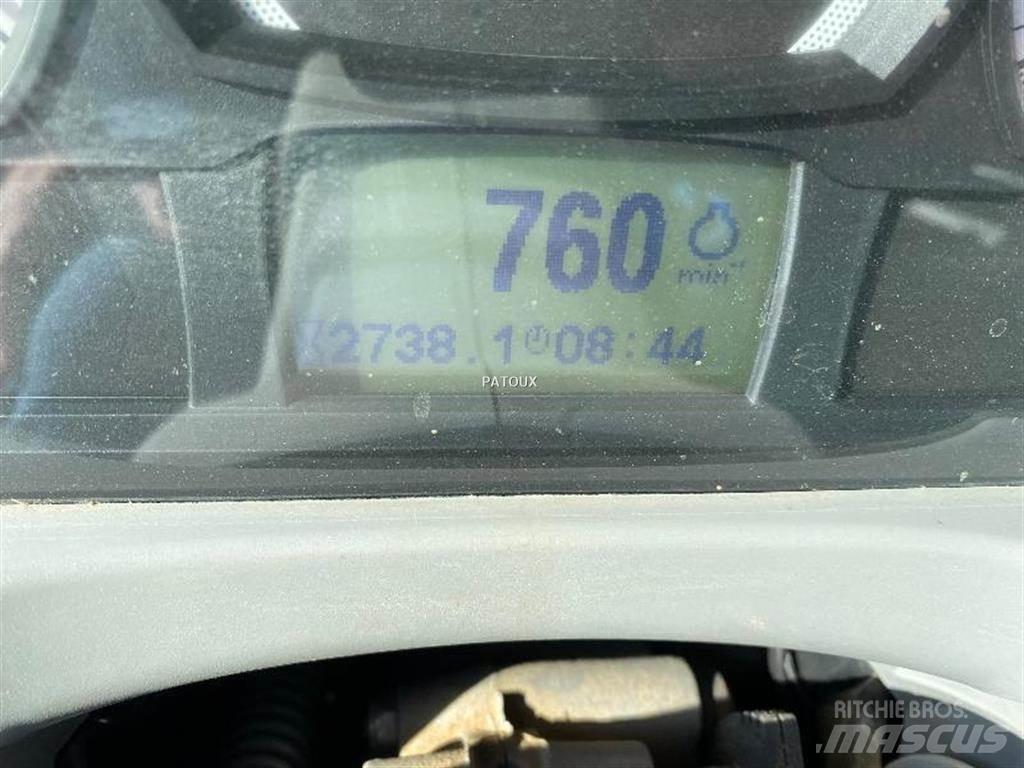 760
min⁻¹
2738.1 08:44
PATOUX
RITCHIE BROS.
MASCUS